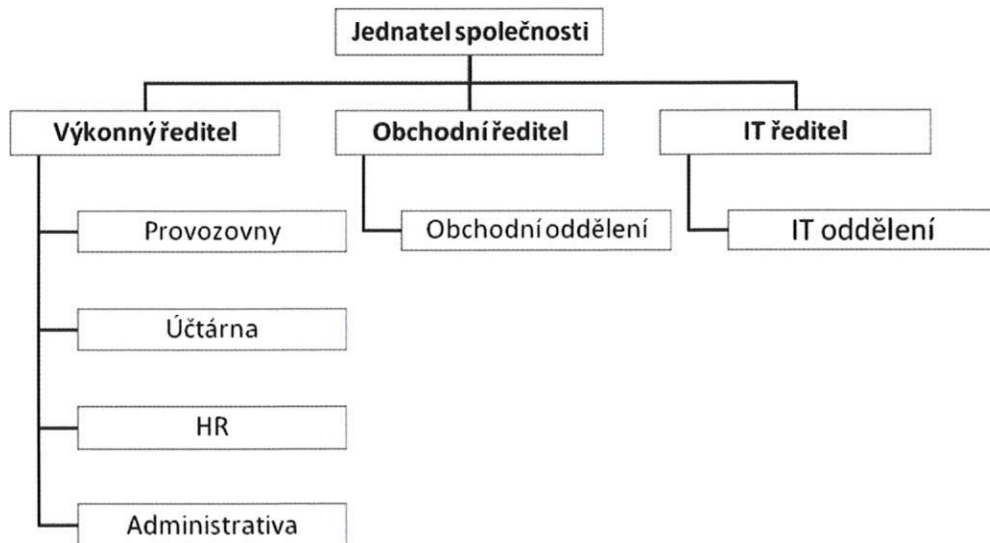 Jednatel společnosti
Výkonný ředitel
Obchodní ředitel
IT ředitel
Provozovny
Obchodní oddělení
IT oddělení
Účtárna
HR
Administrativa